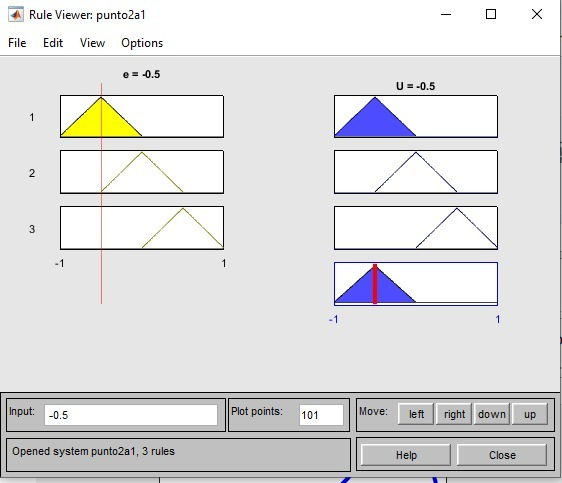 Rule Viewer: punto2a1
File Edit View Options
e = -0.5
U = -0.5
1
2
3
-1 1
-1 1
Input: -0.5 Plot points: 101 Move: left right down up
Opened system punto2a1, 3 rules
Help Close